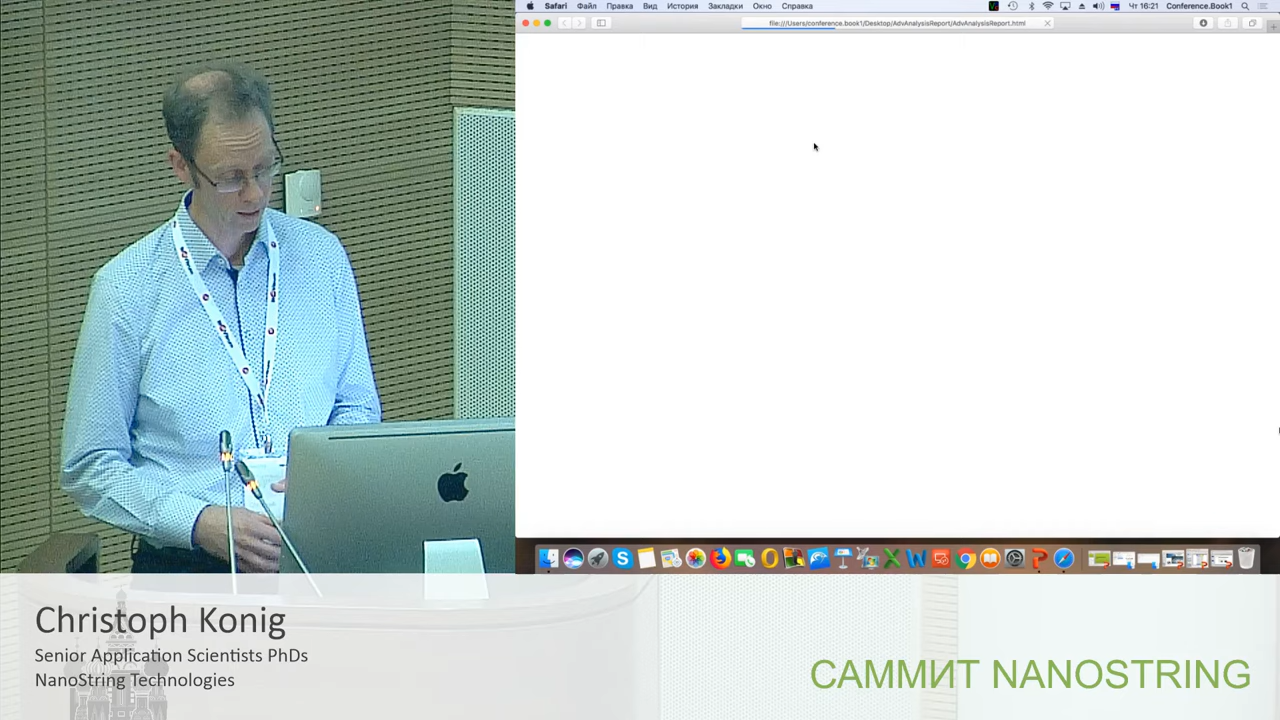 Safari Файл Правка Вид История Закладки Окно Справка Чт 16:21 Conference.Book1
file:///Users/conference.book1/Desktop/AdvAnalysisReport/AdvAnalysisReport.html
Christoph Konig
Senior Application Scientists PhDs
NanoString Technologies
САММИТ NANOSTRING